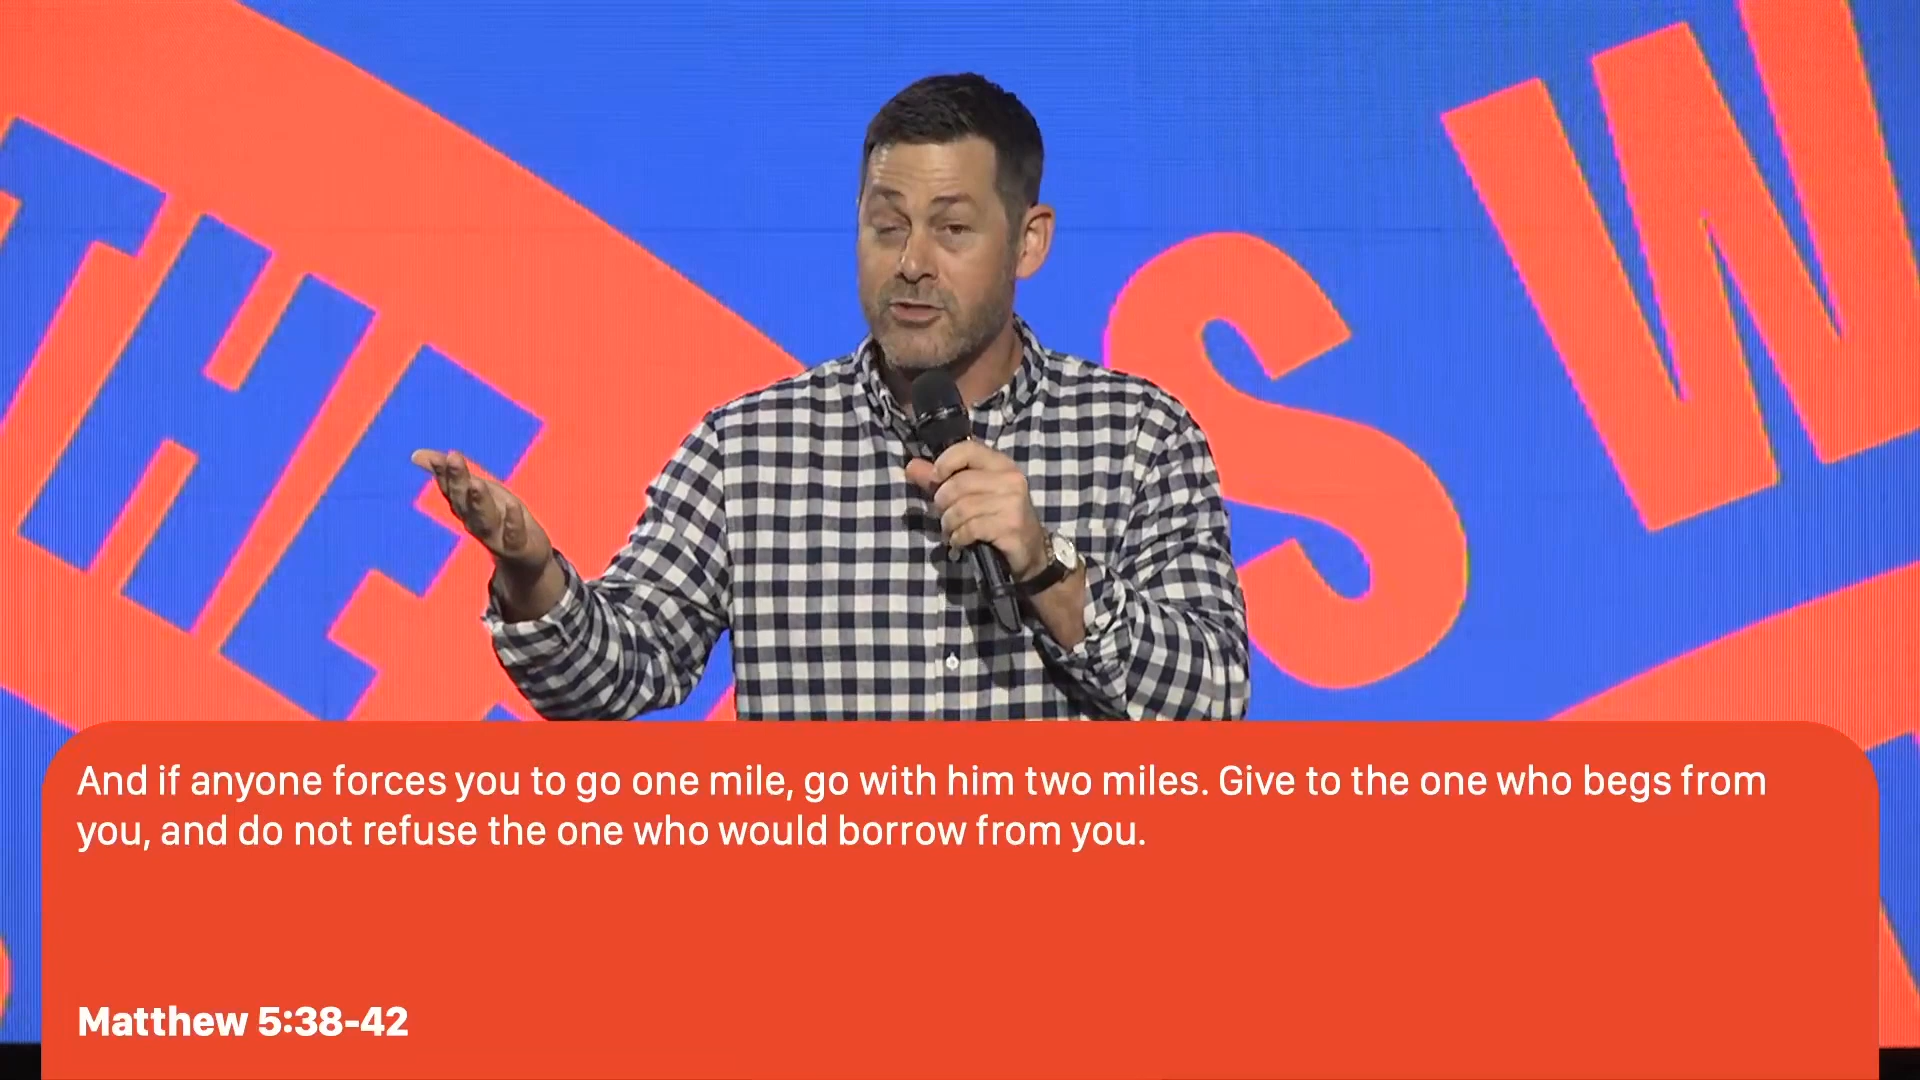 THE
S W
And if anyone forces you to go one mile, go with him two miles. Give to the one who begs from
you, and do not refuse the one who would borrow from you.
Matthew 5:38-42